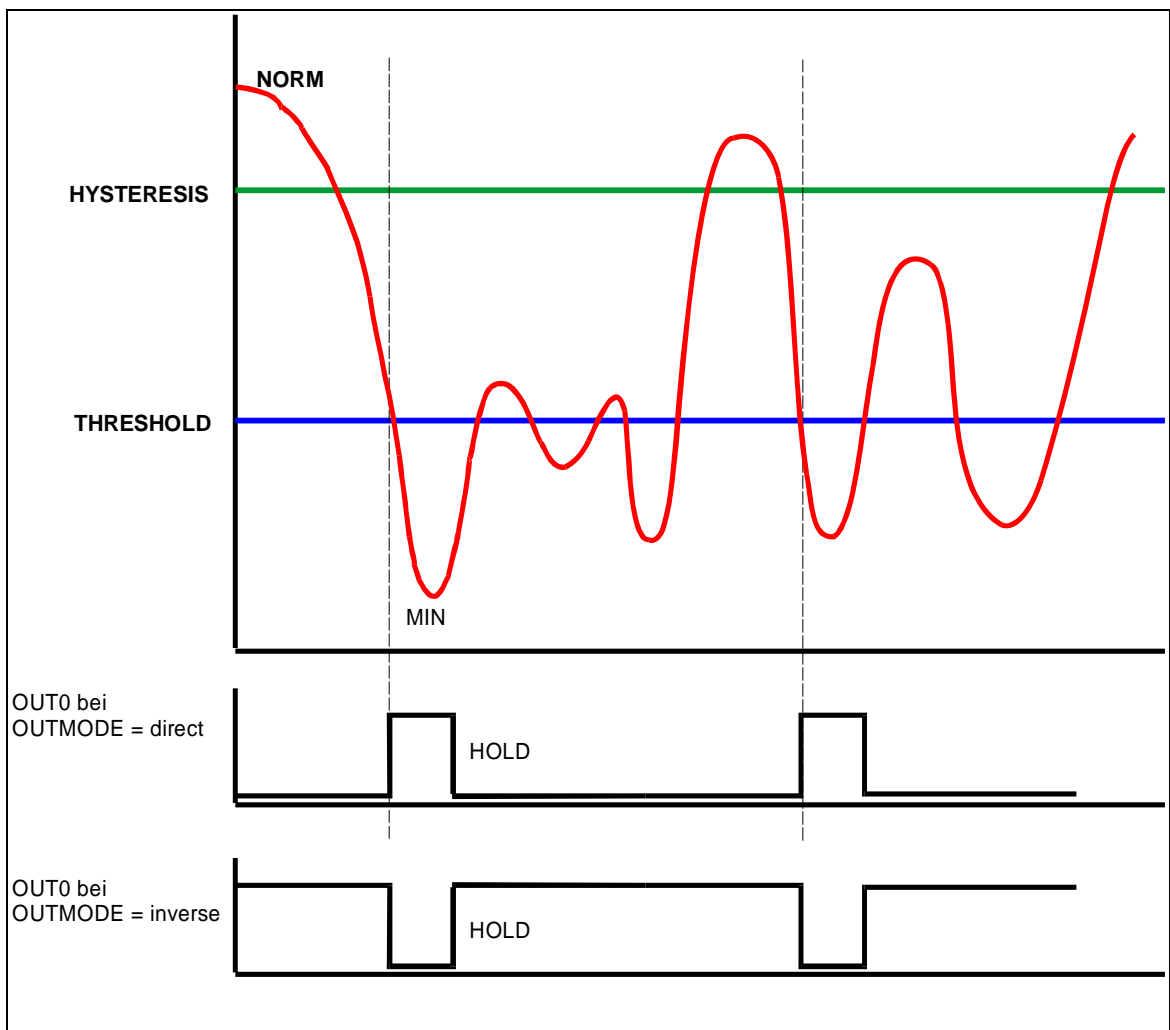 NORM
HYSTERESIS
THRESHOLD
MIN
OUT0 bei
OUTMODE = direct
HOLD
OUT0 bei
OUTMODE = inverse
HOLD